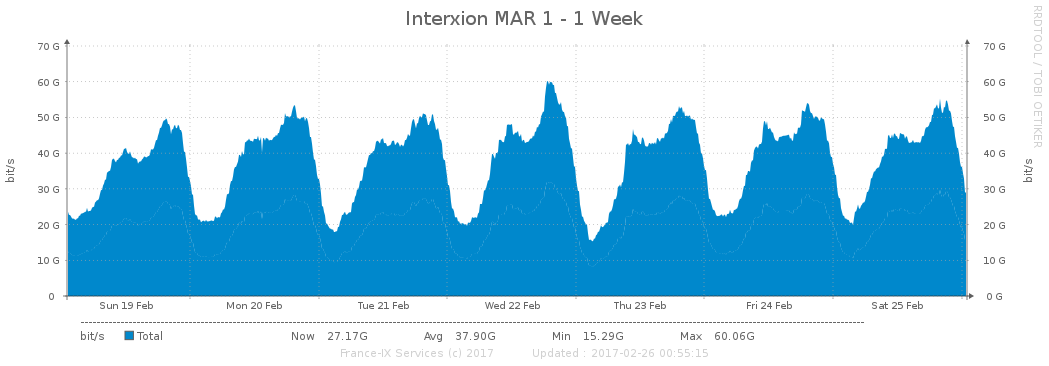 Interxion MAR 1 - 1 Week
RRDTOOL / TOBI OETIKER
70 G 70 G
60 G 60 G
50 G 50 G
40 G 40 G
30 G 30 G
20 G 20 G
10 G 10 G
0 0 G
bit/s
bit/s
Sun 19 Feb Mon 20 Feb Tue 21 Feb Wed 22 Feb Thu 23 Feb Fri 24 Feb Sat 25 Feb
bit/s Total Now 27.17G Avg 37.90G Min 15.29G Max 60.06G
France-IX Services (c) 2017 Updated : 2017-02-26 00:55:15